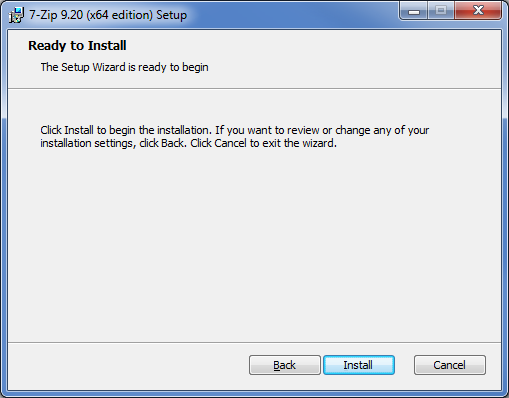 7-Zip 9.20 (x64 edition) Setup
Ready to Install
The Setup Wizard is ready to begin
Click Install to begin the installation. If you want to review or change any of your
installation settings, click Back. Click Cancel to exit the wizard.
Back Install Cancel